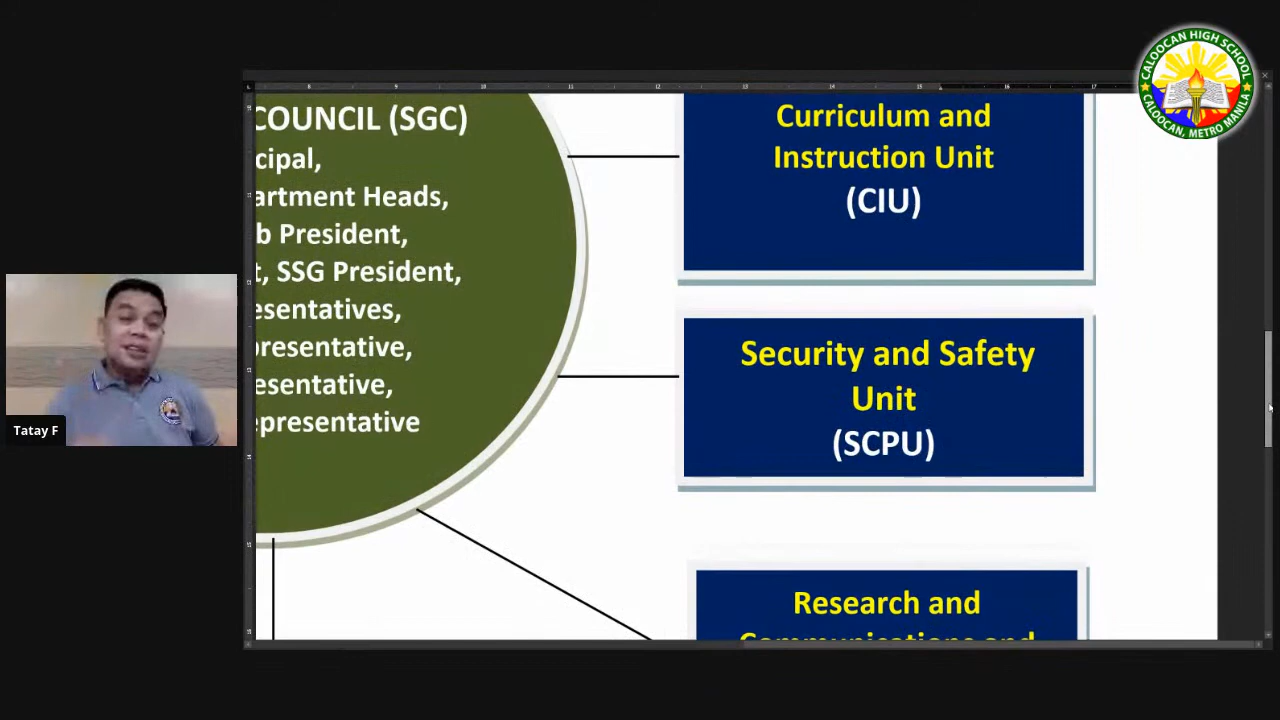 CALOOCAN HIGH SCHOOL
CALOOCAN, METRO MANILA
COUNCIL (SGC)
cipal,
artment Heads,
b President,
t, SSG President,
esentatives,
presentative,
esentative,
epresentative
Curriculum and
Instruction Unit
(CIU)
Security and Safety
Unit
(SCPU)
Research and
Communications and
Tatay F